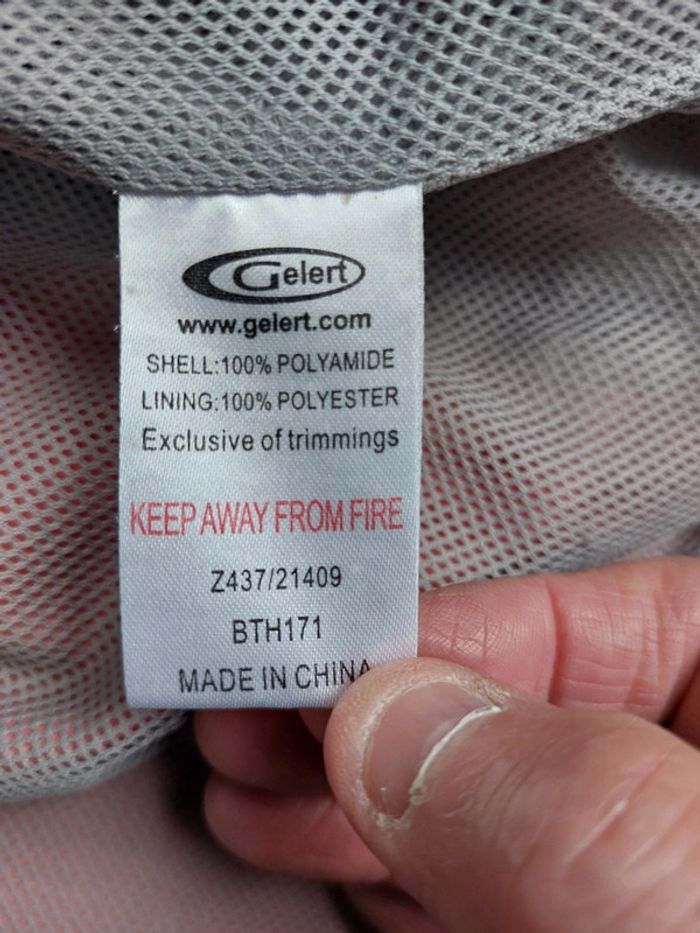 Gelert
www.gelert.com
SHELL:100% POLYAMIDE
LINING:100% POLYESTER
Exclusive of trimmings
KEEP AWAY FROM FIRE
Z437/21409
BTH171
MADE IN CHINA